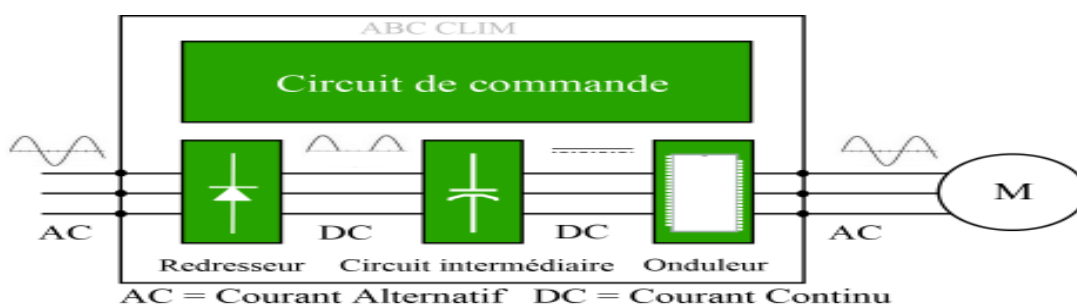 ABC CLIM
Circuit de commande
M
AC DC DC AC
Redresseur Circuit intermédiaire Onduleur
AC = Courant Alternatif DC = Courant Continu